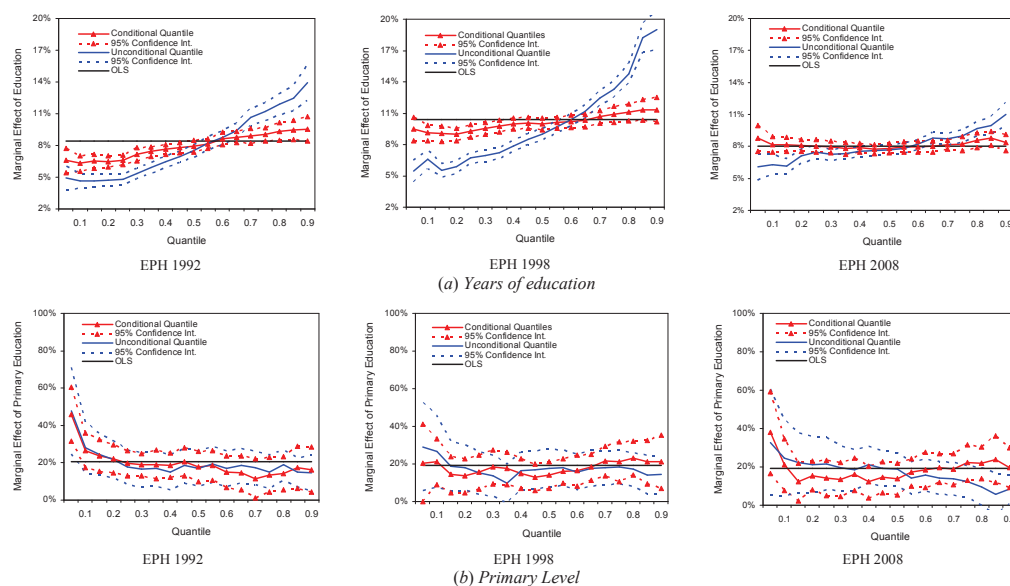 20%
17%
14%
11%
8%
5%
2%
Marginal Effect of Education
Conditional Quantile
95% Confidence Int.
Unconditional Quantile
95% Confidence Int.
OLS
0.1 0.2 0.3 0.4 0.5 0.6 0.7 0.8 0.9
Quantile
EPH 1992
20%
17%
14%
11%
8%
5%
2%
Marginal Effect of Education
Conditional Quantiles
95% Confidence Int.
Unconditional Quantile
95% Confidence Int.
OLS
0.1 0.2 0.3 0.4 0.5 0.6 0.7 0.8 0.9
Quantile
EPH 1998
20%
17%
14%
11%
8%
5%
2%
Marginal Effect of Education
Conditional Quantile
95% Confidence Int.
Unconditional Quantile
95% Confidence Int.
OLS
0.1 0.2 0.3 0.4 0.5 0.6 0.7 0.8 0.9
Quantile
EPH 2008
(a) Years of education
100%
80%
60%
40%
20%
0%
Marginal Effect of Primary Education
Conditional Quantile
95% Confidence Int.
Unconditional Quantile
95% Confidence Int.
OLS
0.1 0.2 0.3 0.4 0.5 0.6 0.7 0.8 0.9
Quantile
EPH 1992
100%
80%
60%
40%
20%
0%
Marginal Effect of Primary Education
Conditional Quantiles
95% Confidence Int.
Unconditional Quantile
95% Confidence Int.
OLS
0.1 0.2 0.3 0.4 0.5 0.6 0.7 0.8 0.9
Quantile
EPH 1998
100%
80%
60%
40%
20%
0%
Marginal Effect of Primary Education
Conditional Quantile
95% Confidence Int.
Unconditional Quantile
95% Confidence Int.
OLS
0.1 0.2 0.3 0.4 0.5 0.6 0.7 0.8 0.9
Quantile
EPH 2008
(b) Primary Level